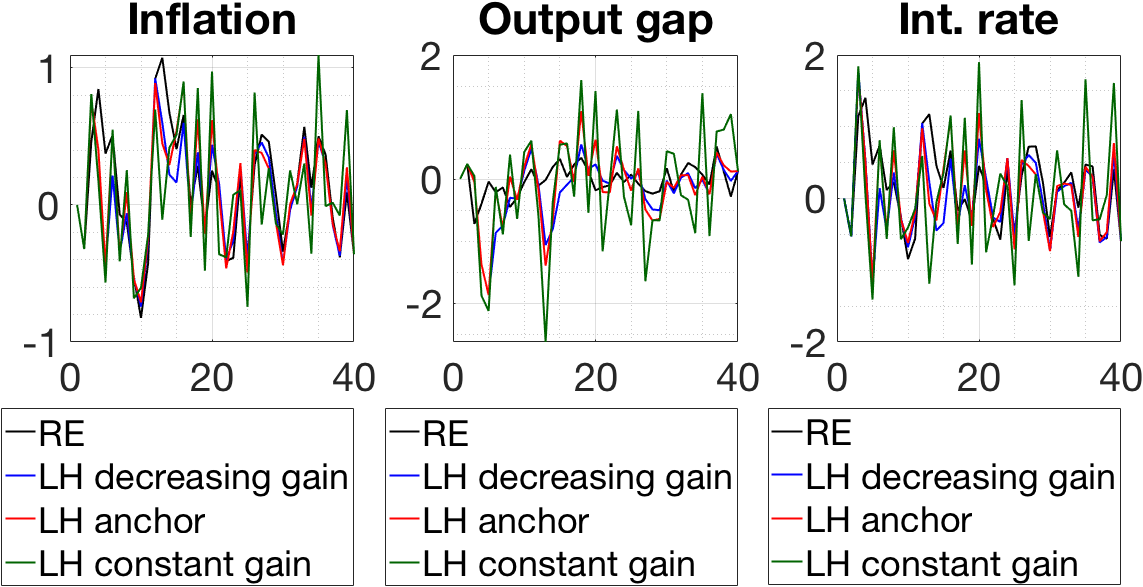 Inflation
Output gap
Int. rate
1
0
-1
0
20
40
2
0
-2
0
20
40
2
0
-2
0
20
40
RE
LH decreasing gain
LH anchor
LH constant gain
RE
LH decreasing gain
LH anchor
LH constant gain
RE
LH decreasing gain
LH anchor
LH constant gain